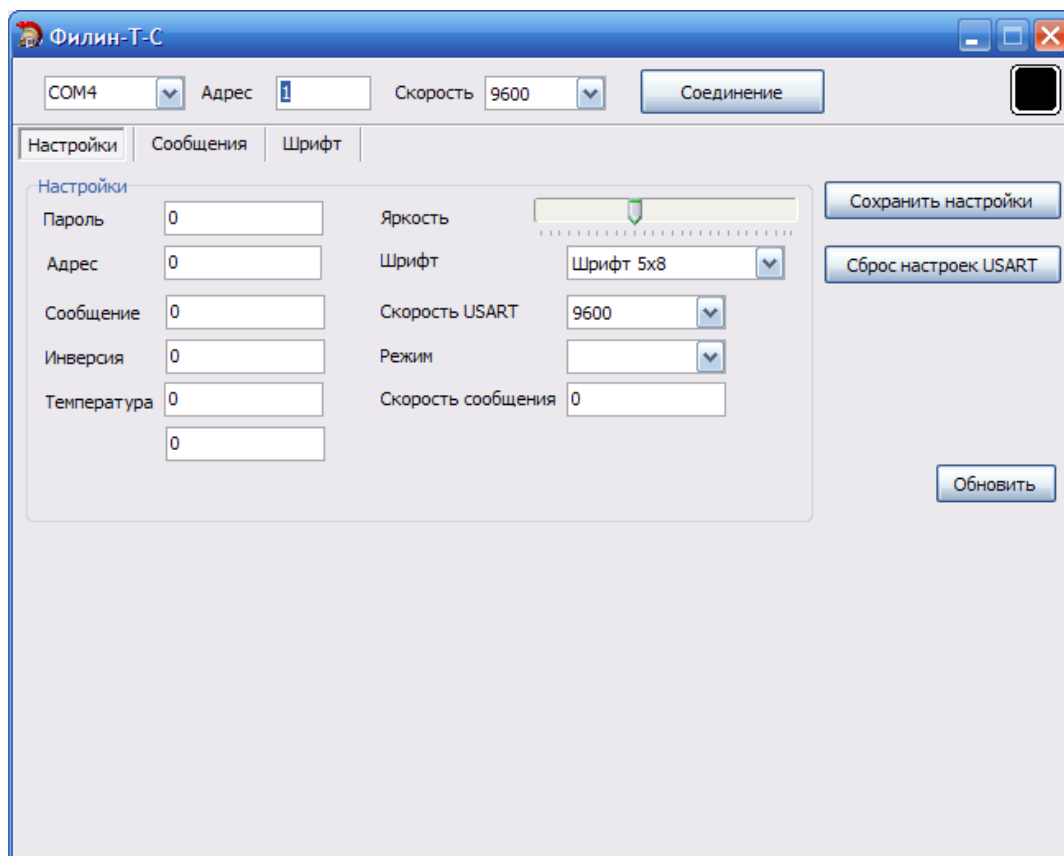 Филин-Т-С
COM4 Адрес 1 Скорость 9600 Соединение
Настройки Сообщения Шрифт
Настройки
Пароль 0 Яркость Сохранить настройки
Адрес 0 Шрифт Шрифт 5x8 Сброс настроек USART
Сообщение 0 Скорость USART 9600
Инверсия 0 Режим
Температура 0 Скорость сообщения 0
0
Обновить